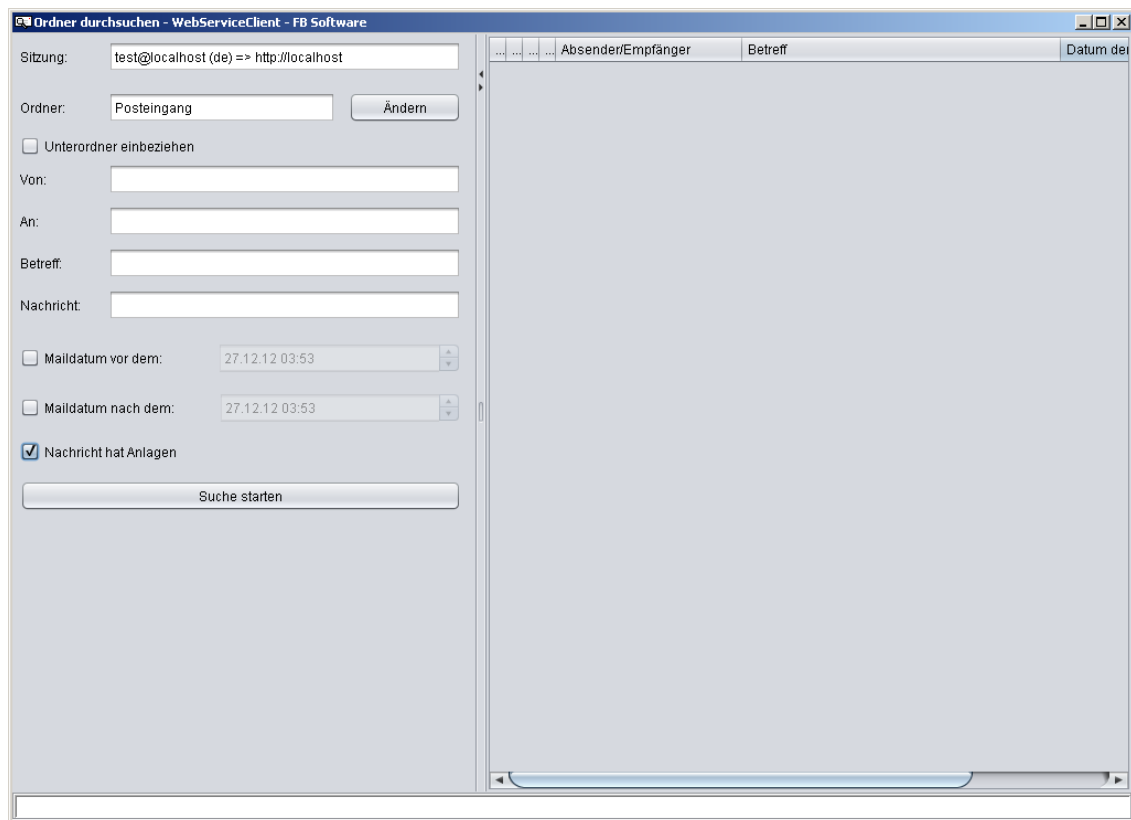 Ordner durchsuchen - WebServiceClient - FB Software
Sitzung: test@localhost (de) => http://localhost
Ordner: Posteingang Ändern
Unterordner einbeziehen
Von:
An:
Betreff:
Nachricht:
Maildatum vor dem: 27.12.12 03:53
Maildatum nach dem: 27.12.12 03:53
Nachricht hat Anlagen
Suche starten
... ... ... ... Absender/Empfänger Betreff Datum der